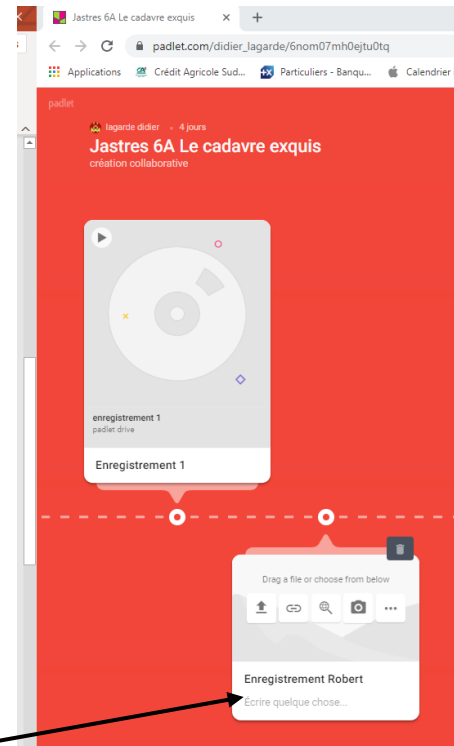 Jastres 6A Le cadavre exquis
padlet.com/didier_lagarde/6nom07mh0ejtu0tq
Applications Crédit Agricole Sud... Particuliers - Banqu... Calendrier
padlet
lagarde didier • 4 jours
Jastres 6A Le cadavre exquis
création collaborative
enregistrement 1
padlet drive
Enregistrement 1
Drag a file or choose from below
Enregistrement Robert
Écrire quelque chose...